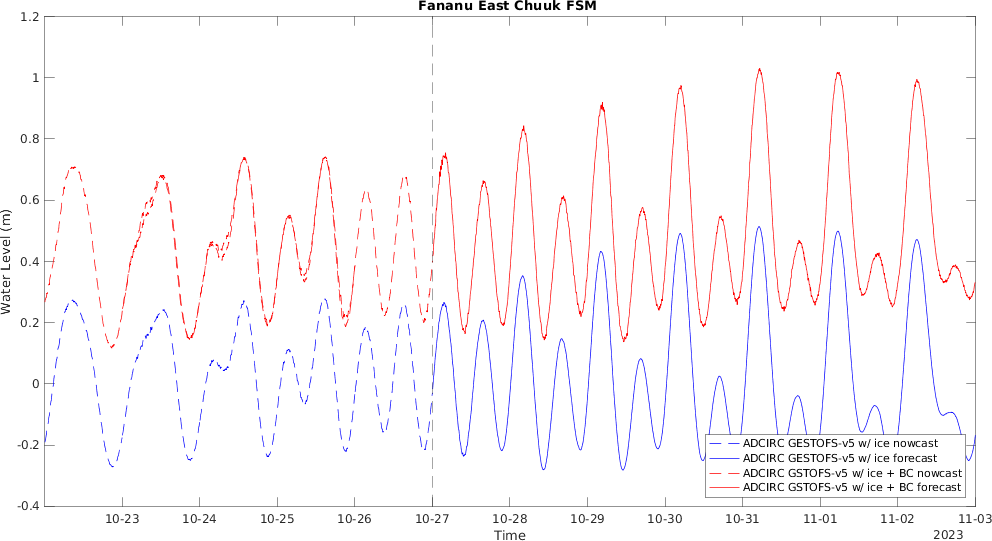 Fananu East Chuuk FSM
1.2
1
0.8
0.6
0.4
0.2
0
-0.2
-0.4
Water Level (m)
ADCIRC GESTOFS-v5 w/ ice nowcast
ADCIRC GESTOFS-v5 w/ ice forecast
ADCIRC GSTOFS-v5 w/ ice + BC nowcast
ADCIRC GSTOFS-v5 w/ ice + BC forecast
10-23 10-24 10-25 10-26 10-27 10-28 10-29 10-30 10-31 11-01 11-02 11-03
Time
2023